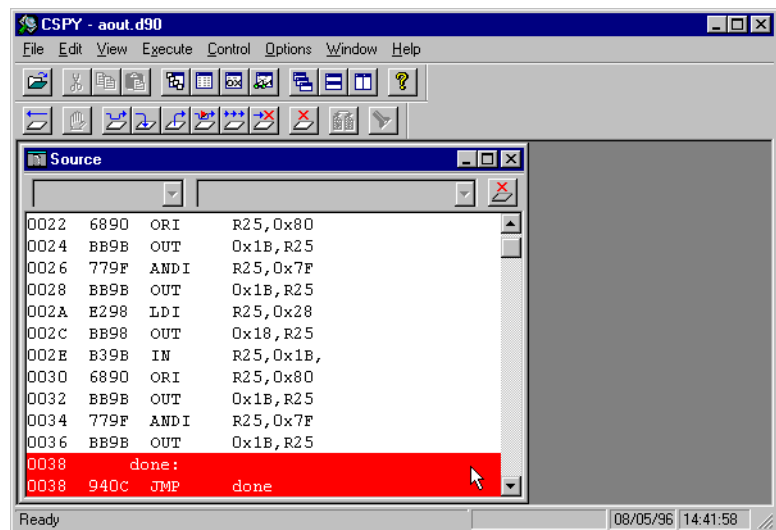 CSPY - aout.d90
File Edit View Execute Control Options Window Help
Source
0022 6890 ORI R25,0x80
0024 BB9B OUT 0x1B,R25
0026 779F ANDI R25,0x7F
0028 BB9B OUT 0x1B,R25
002A E298 LDI R25,0x28
002C BB98 OUT 0x18,R25
002E B39B IN R25,0x1B,
0030 6890 ORI R25,0x80
0032 BB9B OUT 0x1B,R25
0034 779F ANDI R25,0x7F
0036 BB9B OUT 0x1B,R25
0038 done:
0038 940C JMP done
Ready 08/05/96 14:41:58